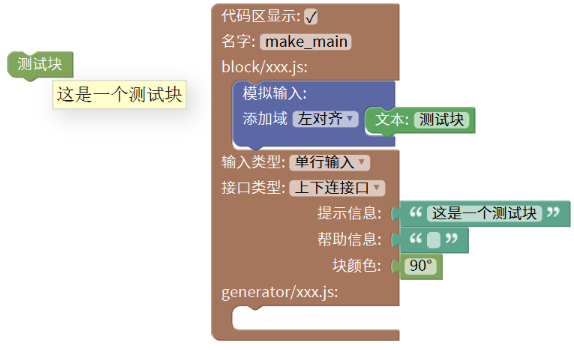 测试块
这是一个测试块
代码区显示: ✓
名字: make_main
block/xxx.js:
模拟输入:
添加域 左对齐▼ 文本: 测试块
输入类型: 单行输入▼
接口类型: 上下连接口▼
提示信息: “ 这是一个测试块 ”
帮助信息: “ ”
块颜色: 90°
generator/xxx.js: